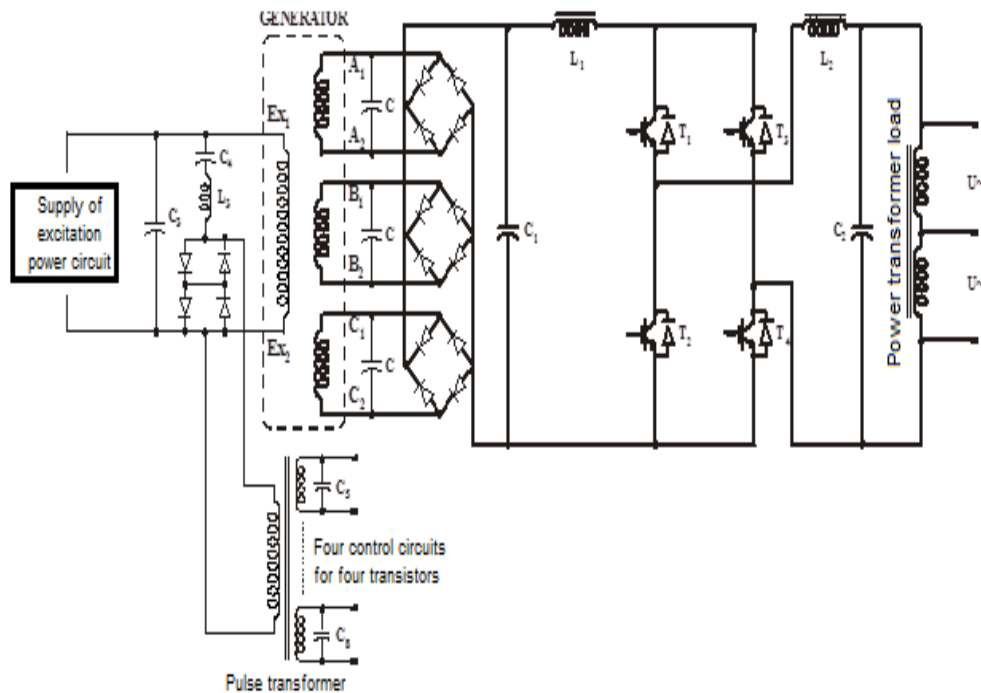 GENERATOR
A₁
C
A₂
Ex₁
B₁
C
B₂
C₁
C
C₂
Ex₂
L₁
L₂
T₁
T₃
T₂
T₄
C₁
C₂
C₃
C₄
L₃
Supply of
excitation
power circuit
Power transformer load
U~
U~
C₅
Four control circuits
for four transistors
C₈
Pulse transformer